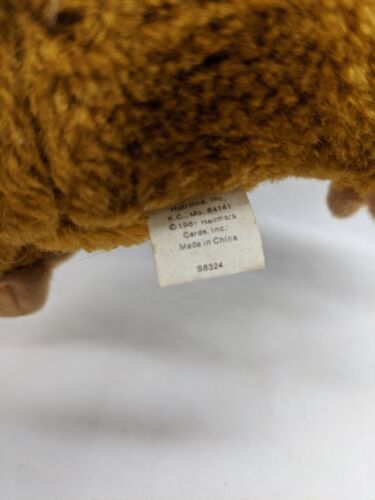 Heartline, Inc.
K.C., Mo. 64141
© 1981 Hallmark
Cards, Inc.
Made in China
S8324